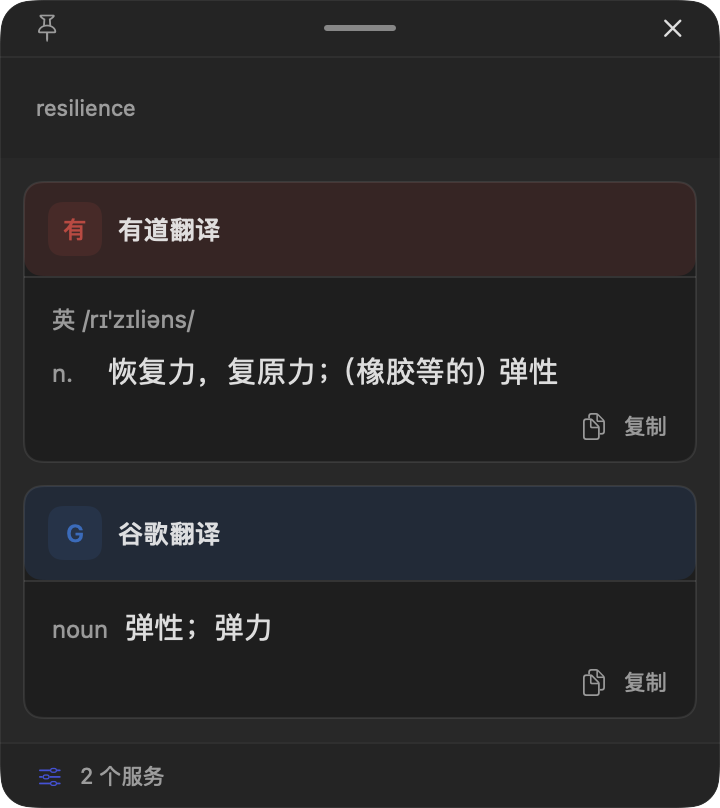 resilience
有 有道翻译
英 /rɪˈzɪliəns/
n. 恢复力，复原力；（橡胶等的）弹性
复制
G 谷歌翻译
noun 弹性；弹力
复制
2 个服务